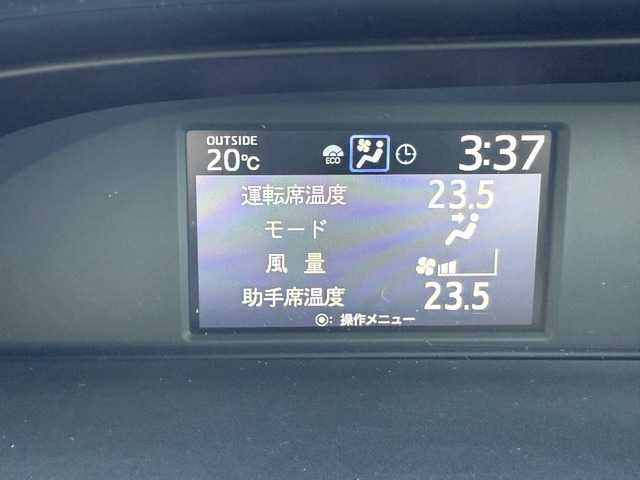 OUTSIDE
20℃ ECO 3:37
運転席温度 23.5
モード
風量
助手席温度 23.5
◉: 操作メニュー